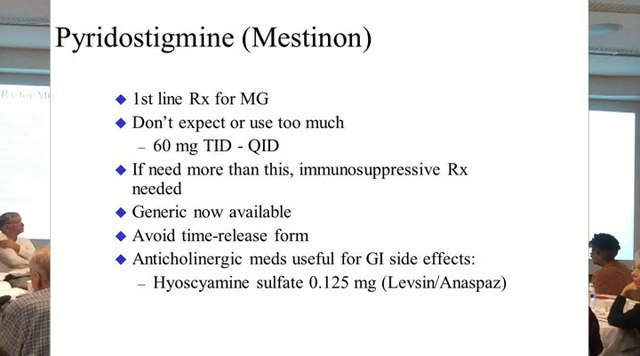 Pyridostigmine (Mestinon)
◆ 1st line Rx for MG
◆ Don't expect or use too much
– 60 mg TID - QID
◆ If need more than this, immunosuppressive Rx
needed
◆ Generic now available
◆ Avoid time-release form
◆ Anticholinergic meds useful for GI side effects:
– Hyoscyamine sulfate 0.125 mg (Levsin/Anaspaz)